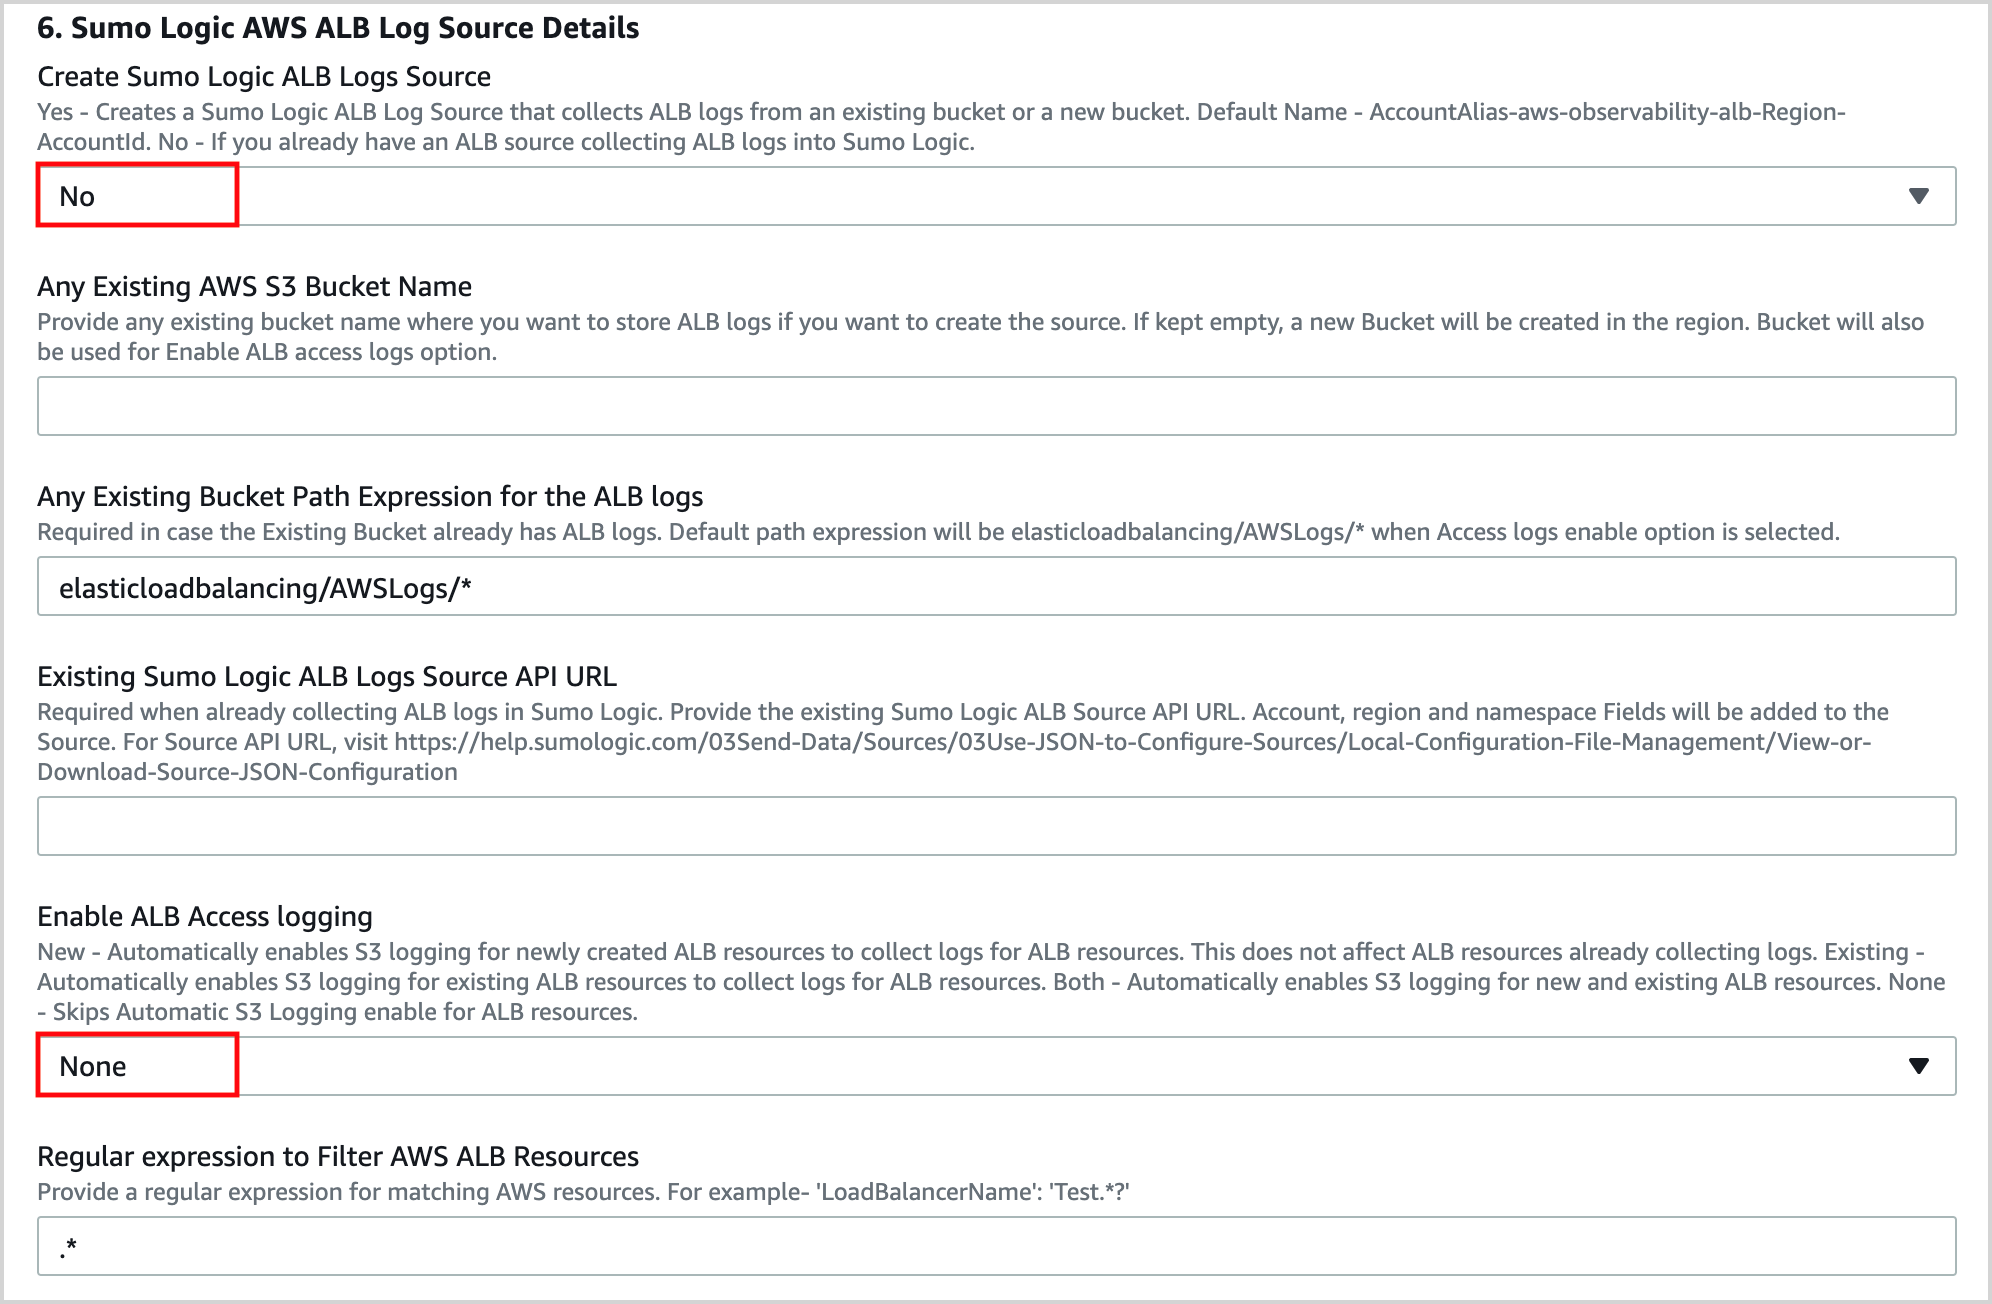 6. Sumo Logic AWS ALB Log Source Details
Create Sumo Logic ALB Logs Source
Yes - Creates a Sumo Logic ALB Log Source that collects ALB logs from an existing bucket or a new bucket. Default Name - AccountAlias-aws-observability-alb-Region-
AccountId. No - If you already have an ALB source collecting ALB logs into Sumo Logic.
No
Any Existing AWS S3 Bucket Name
Provide any existing bucket name where you want to store ALB logs if you want to create the source. If kept empty, a new Bucket will be created in the region. Bucket will also
be used for Enable ALB access logs option.
Any Existing Bucket Path Expression for the ALB logs
Required in case the Existing Bucket already has ALB logs. Default path expression will be elasticloadbalancing/AWSLogs/* when Access logs enable option is selected.
elasticloadbalancing/AWSLogs/*
Existing Sumo Logic ALB Logs Source API URL
Required when already collecting ALB logs in Sumo Logic. Provide the existing Sumo Logic ALB Source API URL. Account, region and namespace Fields will be added to the
Source. For Source API URL, visit https://help.sumologic.com/03Send-Data/Sources/03Use-JSON-to-Configure-Sources/Local-Configuration-File-Management/View-or-
Download-Source-JSON-Configuration
Enable ALB Access logging
New - Automatically enables S3 logging for newly created ALB resources to collect logs for ALB resources. This does not affect ALB resources already collecting logs. Existing -
Automatically enables S3 logging for existing ALB resources to collect logs for ALB resources. Both - Automatically enables S3 logging for new and existing ALB resources. None
- Skips Automatic S3 Logging enable for ALB resources.
None
Regular expression to Filter AWS ALB Resources
Provide a regular expression for matching AWS resources. For example- 'LoadBalancerName': 'Test.*?'
.*